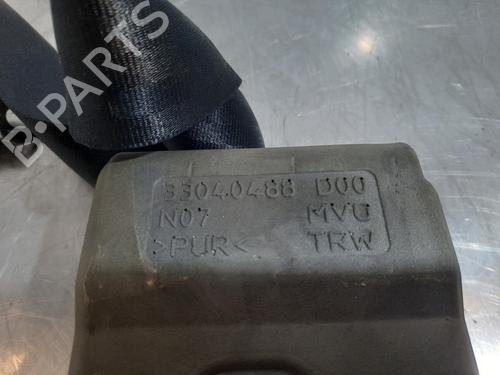 B-PARTS
33040488 D00
N07 MVU
>PUR< TRW